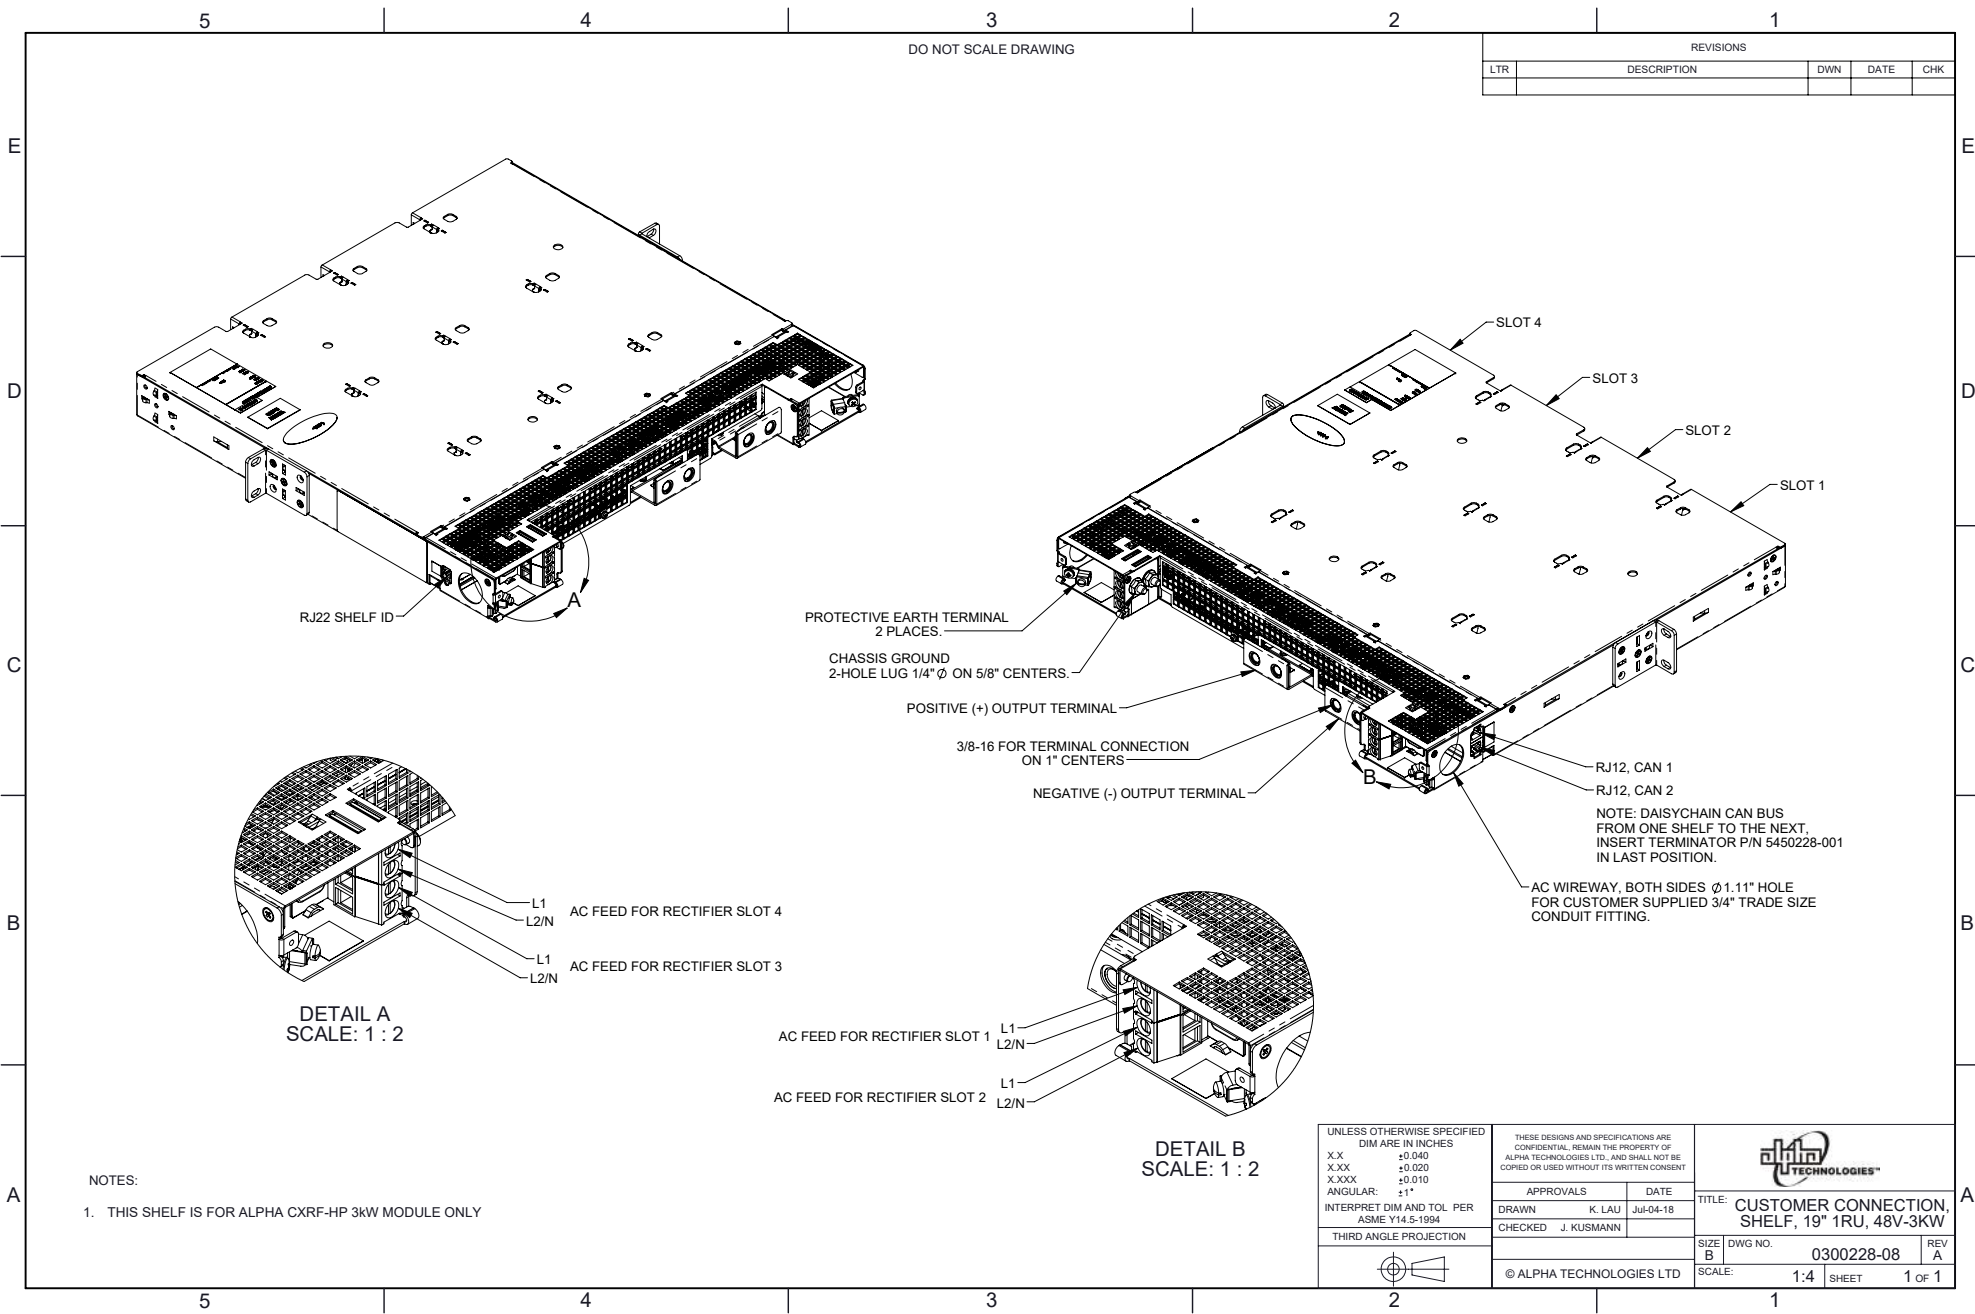 5 4 3 2 1
DO NOT SCALE DRAWING
REVISIONS
LTR DESCRIPTION DWN DATE CHK
E E
D D
C C
B B
A A
SLOT 4
SLOT 3
SLOT 2
SLOT 1
RJ22 SHELF ID
A
PROTECTIVE EARTH TERMINAL
2 PLACES.
CHASSIS GROUND
2-HOLE LUG 1/4"Ø ON 5/8" CENTERS.
POSITIVE (+) OUTPUT TERMINAL
3/8-16 FOR TERMINAL CONNECTION
ON 1" CENTERS
NEGATIVE (-) OUTPUT TERMINAL
B
RJ12, CAN 1
RJ12, CAN 2
NOTE: DAISYCHAIN CAN BUS
FROM ONE SHELF TO THE NEXT,
INSERT TERMINATOR P/N 5450228-001
IN LAST POSITION.
AC WIREWAY, BOTH SIDES Ø1.11" HOLE
FOR CUSTOMER SUPPLIED 3/4" TRADE SIZE
CONDUIT FITTING.
L1
L2/N
AC FEED FOR RECTIFIER SLOT 4
L1
L2/N
AC FEED FOR RECTIFIER SLOT 3
DETAIL A
SCALE: 1 : 2
AC FEED FOR RECTIFIER SLOT 1
L1
L2/N
AC FEED FOR RECTIFIER SLOT 2
L1
L2/N
DETAIL B
SCALE: 1 : 2
NOTES:
1. THIS SHELF IS FOR ALPHA CXRF-HP 3kW MODULE ONLY
UNLESS OTHERWISE SPECIFIED
DIM ARE IN INCHES
X.X ±0.040
X.XX ±0.020
X.XXX ±0.010
ANGULAR: ±1°
INTERPRET DIM AND TOL PER
ASME Y14.5-1994
THIRD ANGLE PROJECTION
THESE DESIGNS AND SPECIFICATIONS ARE
CONFIDENTIAL, REMAIN THE PROPERTY OF
ALPHA TECHNOLOGIES LTD., AND SHALL NOT BE
COPIED OR USED WITHOUT ITS WRITTEN CONSENT
APPROVALS DATE
DRAWN K. LAU Jul-04-18
CHECKED J. KUSMANN
© ALPHA TECHNOLOGIES LTD
alpha
TECHNOLOGIES™
TITLE: CUSTOMER CONNECTION,
SHELF, 19" 1RU, 48V-3KW
SIZE B DWG NO. 0300228-08 REV A
SCALE: 1:4 SHEET 1 OF 1
5 4 3 2 1